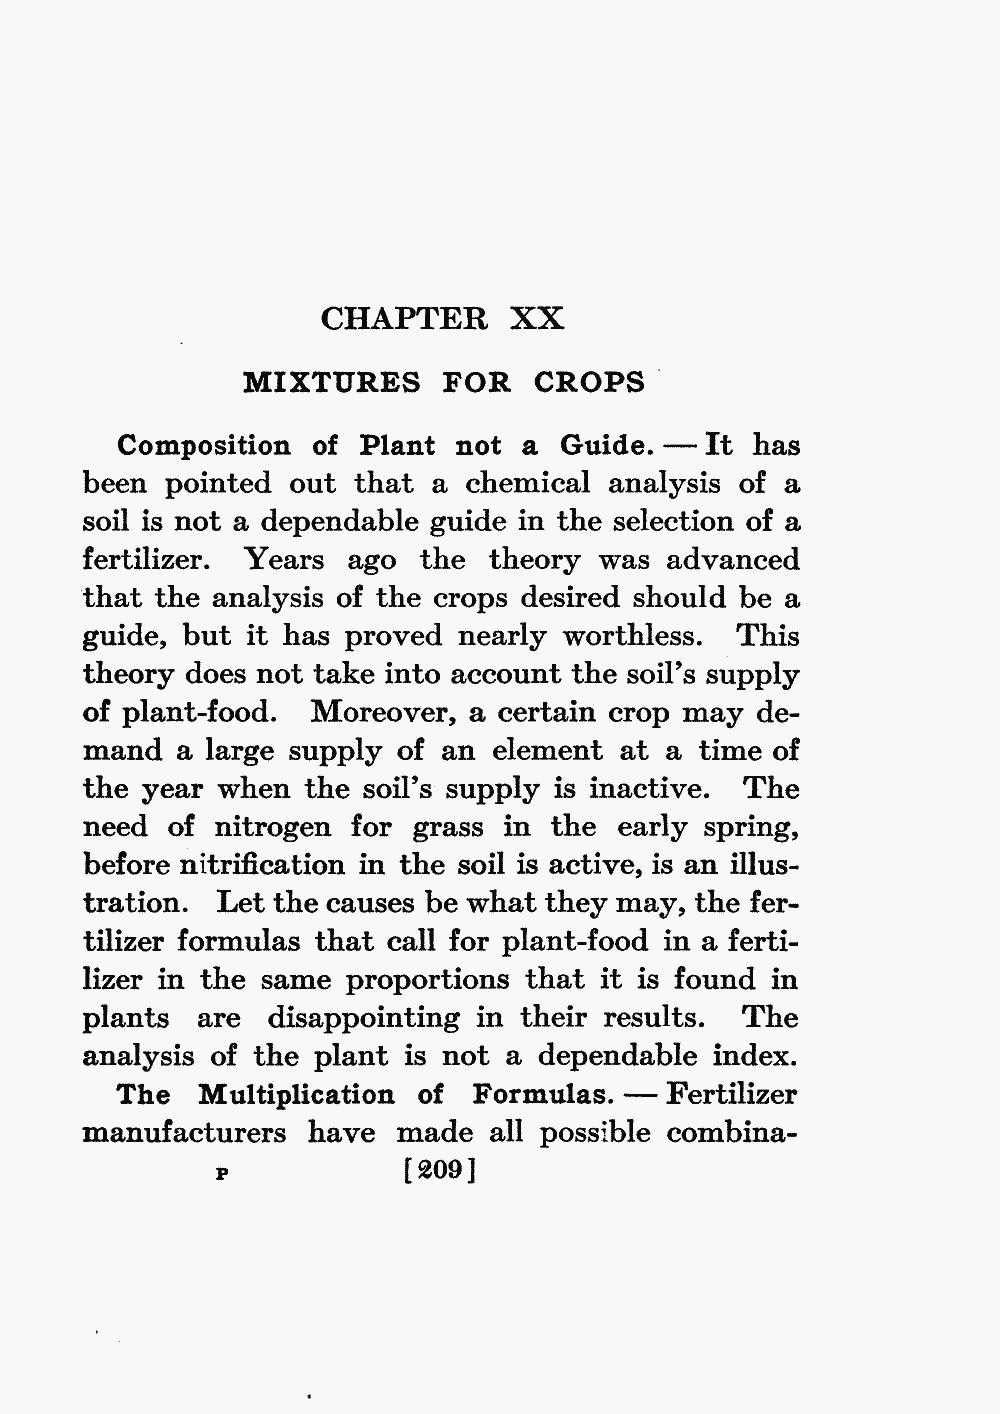 CHAPTER XX
MIXTURES FOR CROPS
Composition of Plant not a Guide. — It has
been pointed out that a chemical analysis of a
soil is not a dependable guide in the selection of a
fertilizer. Years ago the theory was advanced
that the analysis of the crops desired should be a
guide, but it has proved nearly worthless. This
theory does not take into account the soil's supply
of plant-food. Moreover, a certain crop may de-
mand a large supply of an element at a time of
the year when the soil's supply is inactive. The
need of nitrogen for grass in the early spring,
before nitrification in the soil is active, is an illus-
tration. Let the causes be what they may, the fer-
tilizer formulas that call for plant-food in a ferti-
lizer in the same proportions that it is found in
plants are disappointing in their results. The
analysis of the plant is not a dependable index.
The Multiplication of Formulas. — Fertilizer
manufacturers have made all possible combina-
P [209]